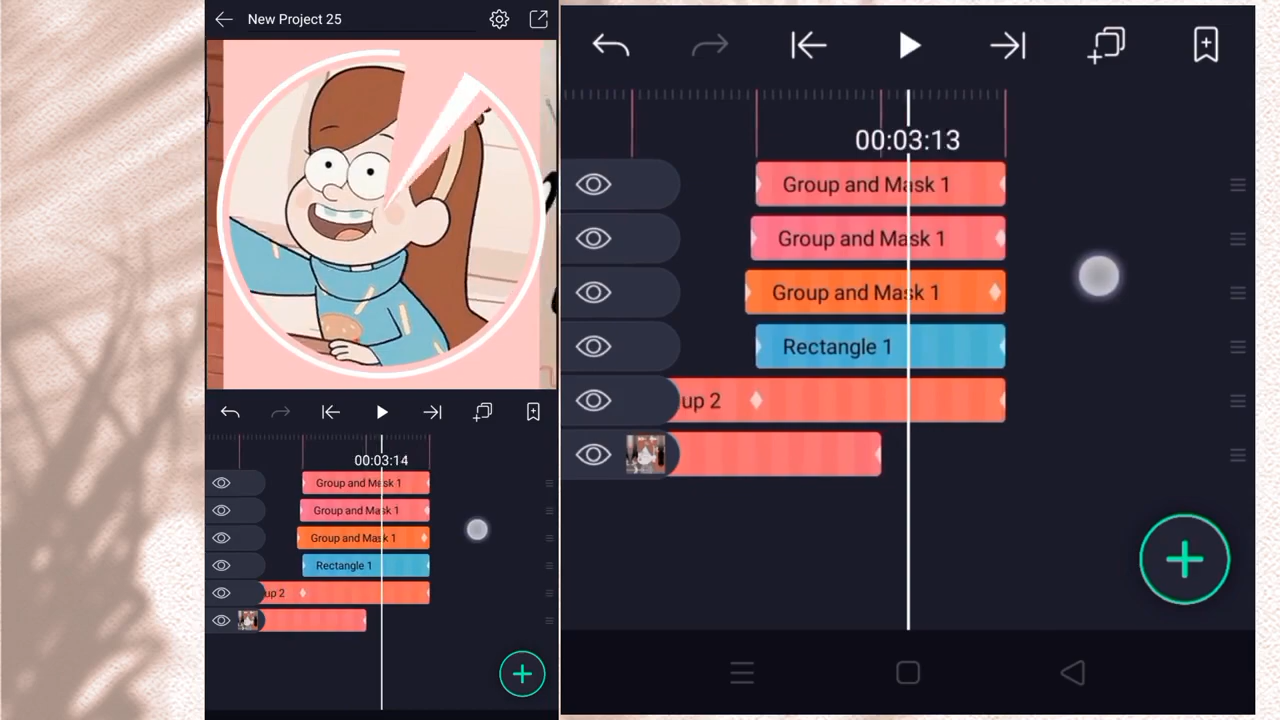 New Project 25
00:03:14
Group and Mask 1
Group and Mask 1
Group and Mask 1
Rectangle 1
up 2
00:03:13
Group and Mask 1
Group and Mask 1
Group and Mask 1
Rectangle 1
up 2